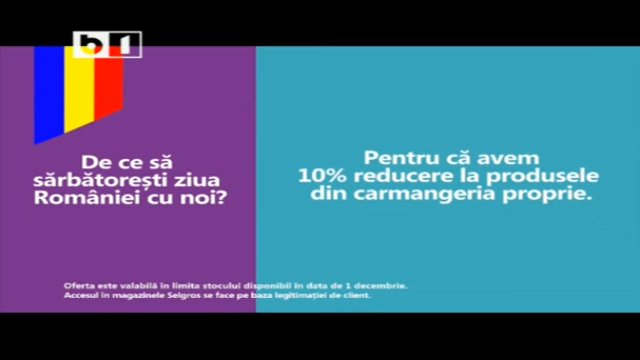 b1
De ce să
sărbătorești ziua
României cu noi?
Pentru că avem
10% reducere la produsele
din carmangeria proprie.
Oferta este valabilă în limita stocului disponibil în data de 1 decembrie.
Accesul în magazinele Selgros se face pe baza legitimației de client.